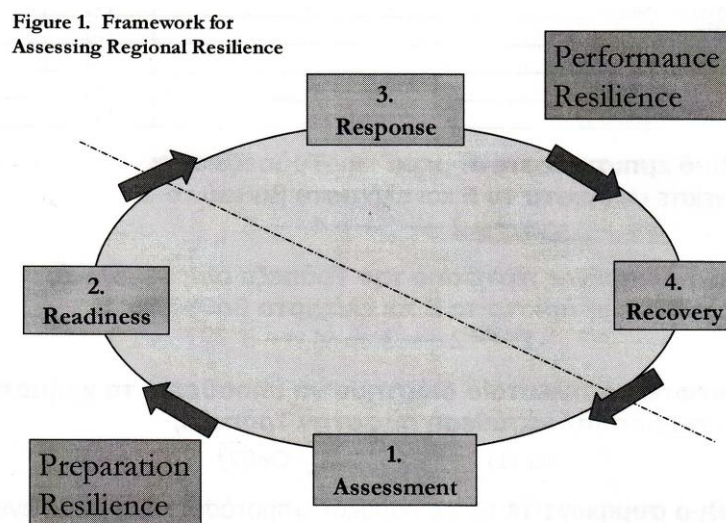 Figure 1. Framework for
Assessing Regional Resilience
Performance
Resilience
3.
Response
2.
Readiness
4.
Recovery
Preparation
Resilience
1.
Assessment